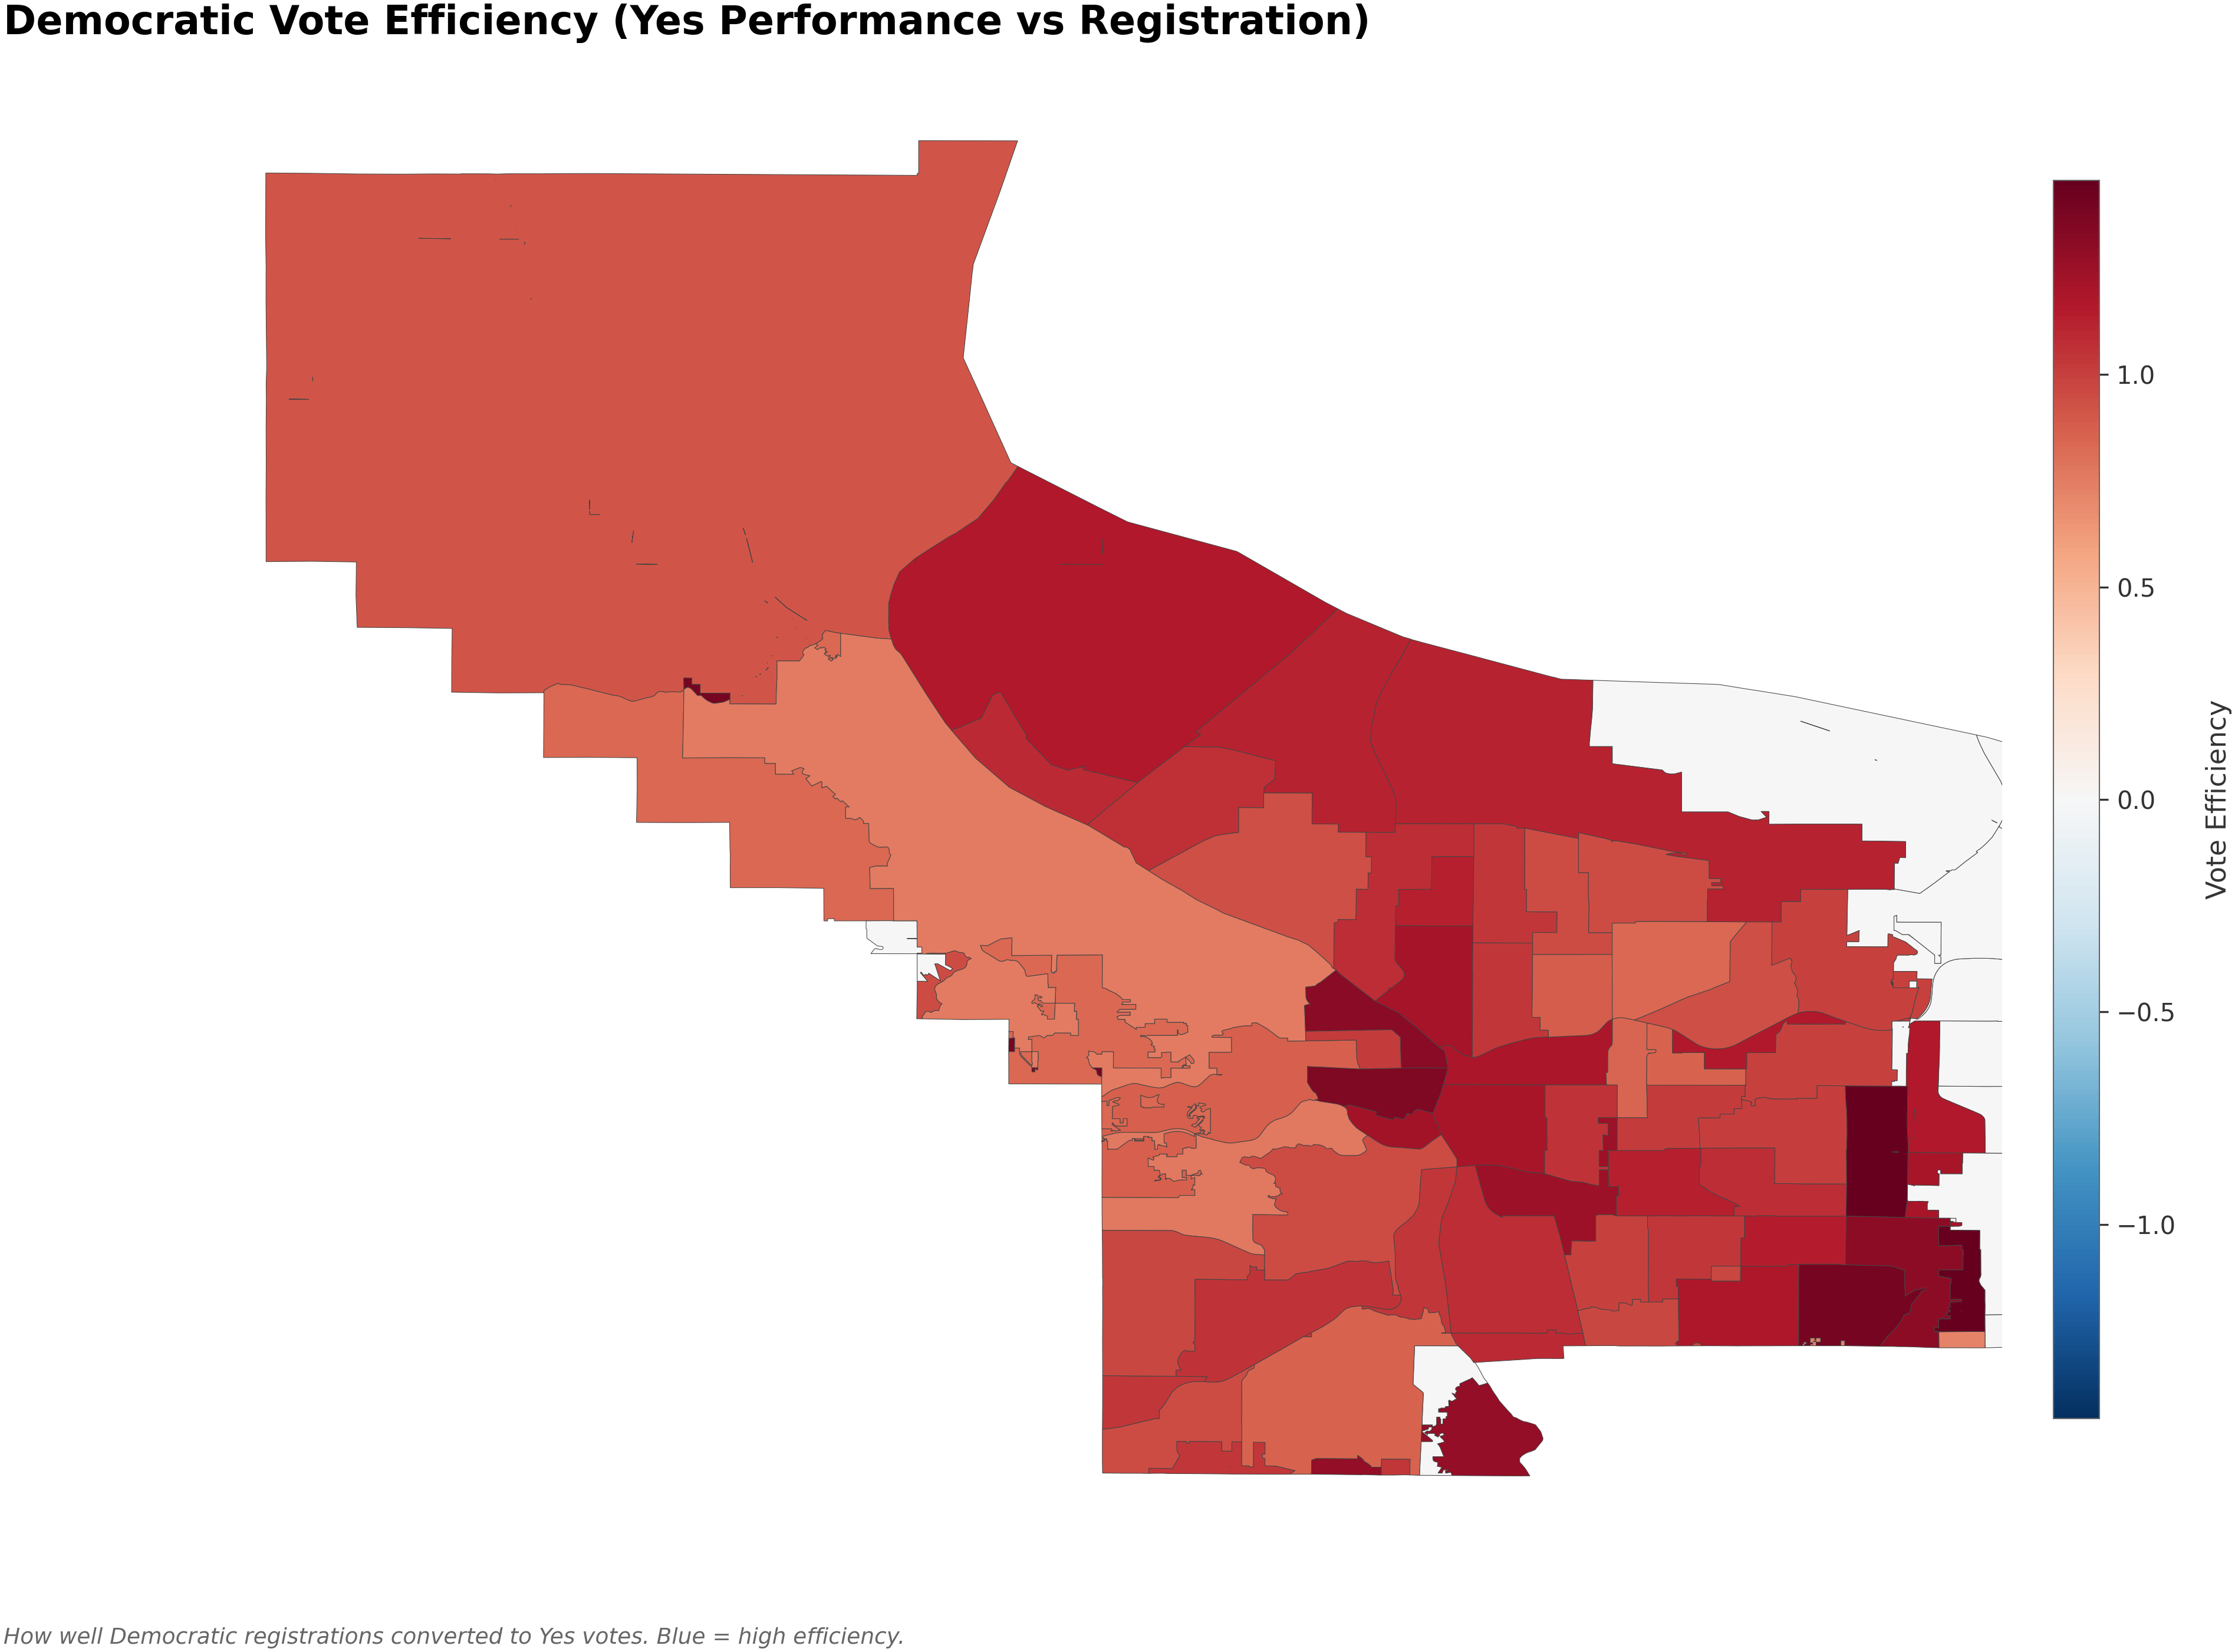 Democratic Vote Efficiency (Yes Performance vs Registration)
1.0
0.5
0.0
−0.5
−1.0
Vote Efficiency
How well Democratic registrations converted to Yes votes. Blue = high efficiency.